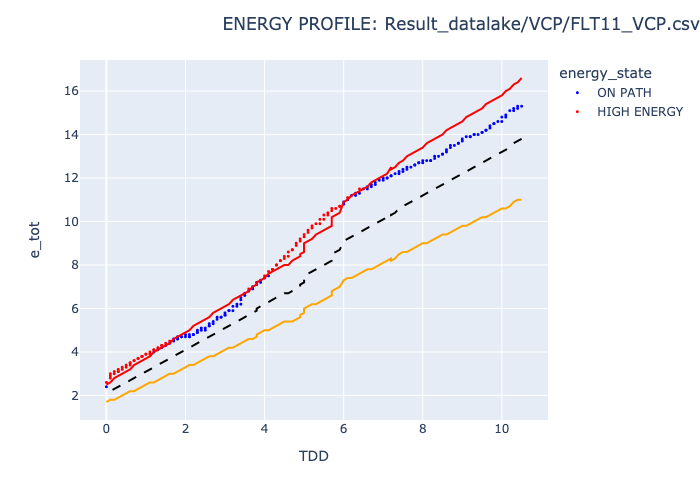 ENERGY PROFILE: Result_datalake/VCP/FLT11_VCP.csv
energy_state
ON PATH
HIGH ENERGY
16
14
12
10
8
6
4
2
e_tot
0 2 4 6 8 10
TDD